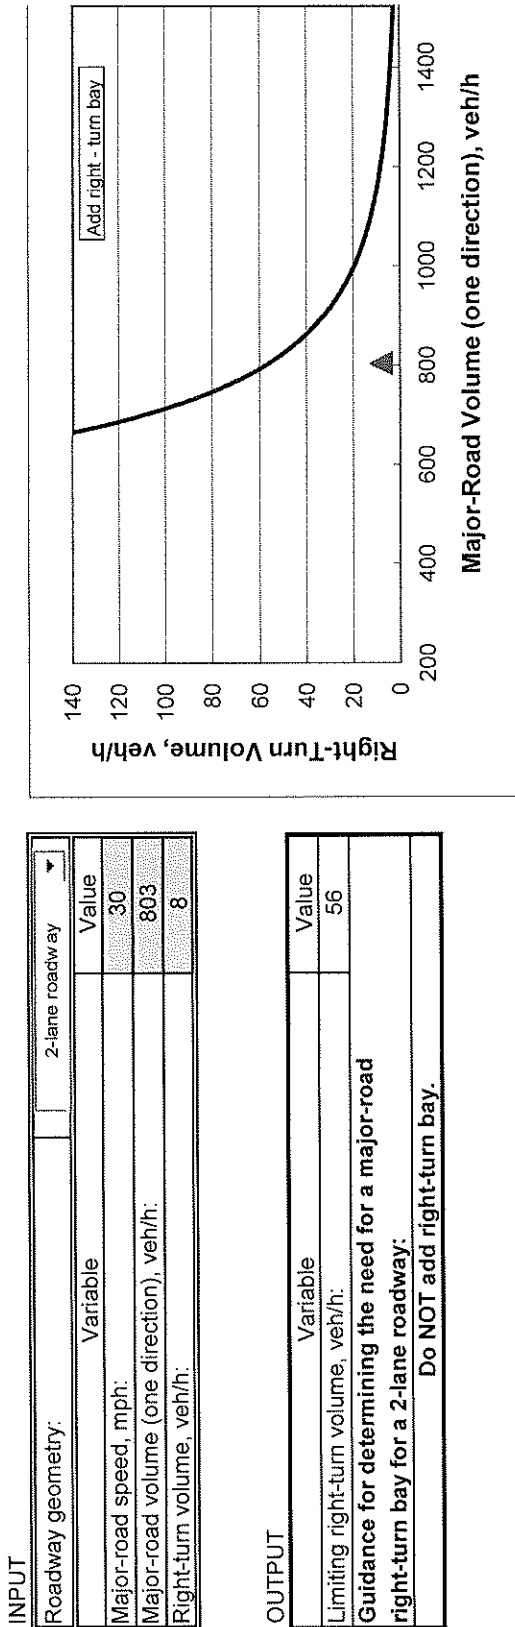 INPUT
Roadway geometry: 2-lane roadway
Variable Value
Major-road speed, mph: 30
Major-road volume (one direction), veh/h: 803
Right-turn volume, veh/h: 8
OUTPUT
Variable Value
Limiting right-turn volume, veh/h: 56
Guidance for determining the need for a major-road
right-turn bay for a 2-lane roadway:
Do NOT add right-turn bay.
Right-Turn Volume, veh/h
140
120
100
80
60
40
20
0
Add right - turn bay
200 400 600 800 1000 1200 1400
Major-Road Volume (one direction), veh/h